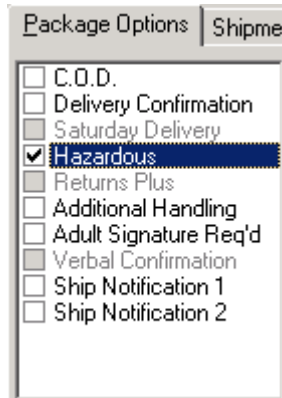 Package Options Shipme
C.O.D.
Delivery Confirmation
Saturday Delivery
Hazardous
Returns Plus
Additional Handling
Adult Signature Req'd
Verbal Confirmation
Ship Notification 1
Ship Notification 2